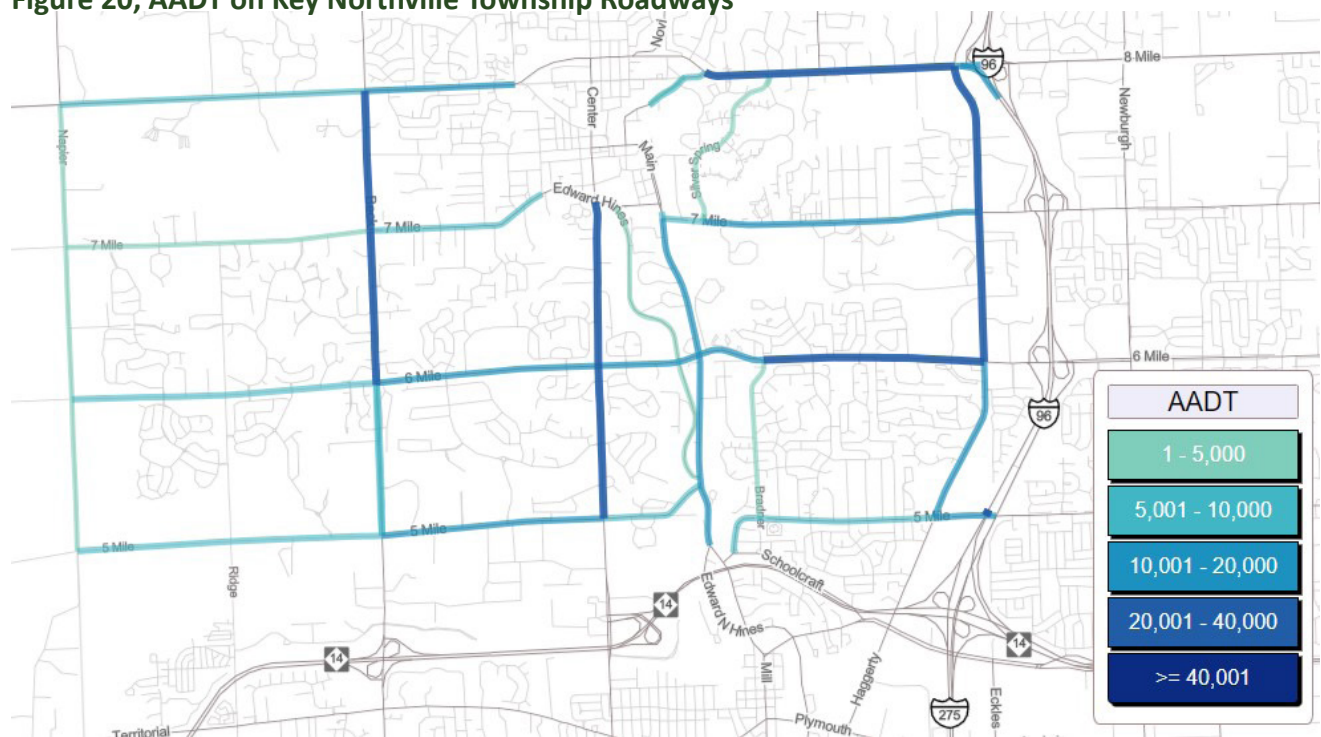 Figure 20, AADT on Key Northville Township Roadways
Novi
96
8 Mile
Napier
Center
Newburgh
Main
Silver Spring
Edward Hines
7 Mile
7 Mile
7 Mile
6 Mile
6 Mile
96
AADT
1 - 5,000
5,001 - 10,000
10,001 - 20,000
20,001 - 40,000
>= 40,001
Bradner
5 Mile
5 Mile
5 Mile
Ridge
Schoolcraft
14
Edward N Hines
14
14
Mill
Haggerty
Eckles
275
Plymouth
Territorial